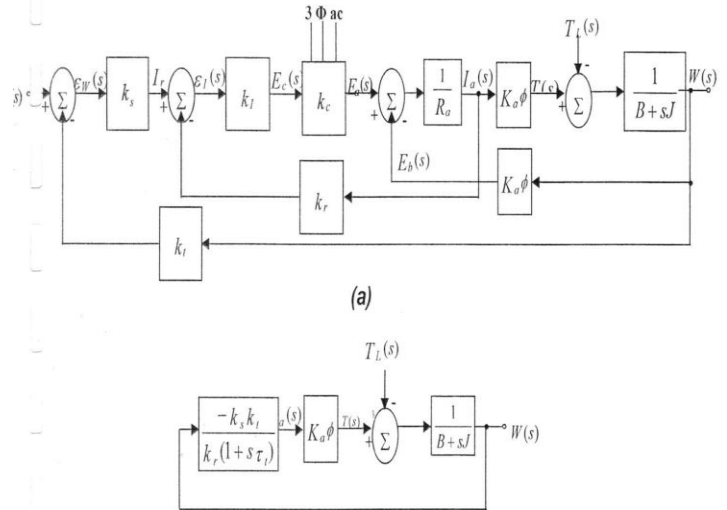 3 Φ ac
T_L(s)
s) ε_W(s) I_r ε_I(s) E_c(s) E_a(s) I_a(s) T(s) W(s)
+ Σ - k_s + Σ - k_I k_c + Σ - 1/R_a K_aφ + Σ - 1/(B+sJ)
E_b(s) K_aφ
k_r
k_t
(a)
T_L(s)
-k_s k_t / k_r(1+sτ_i) a(s) K_aφ T(s) + Σ - 1/(B+sJ) W(s)